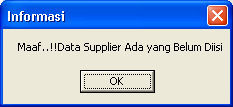 Informasi
Maaf..!!Data Supplier Ada yang Belum Diisi
OK